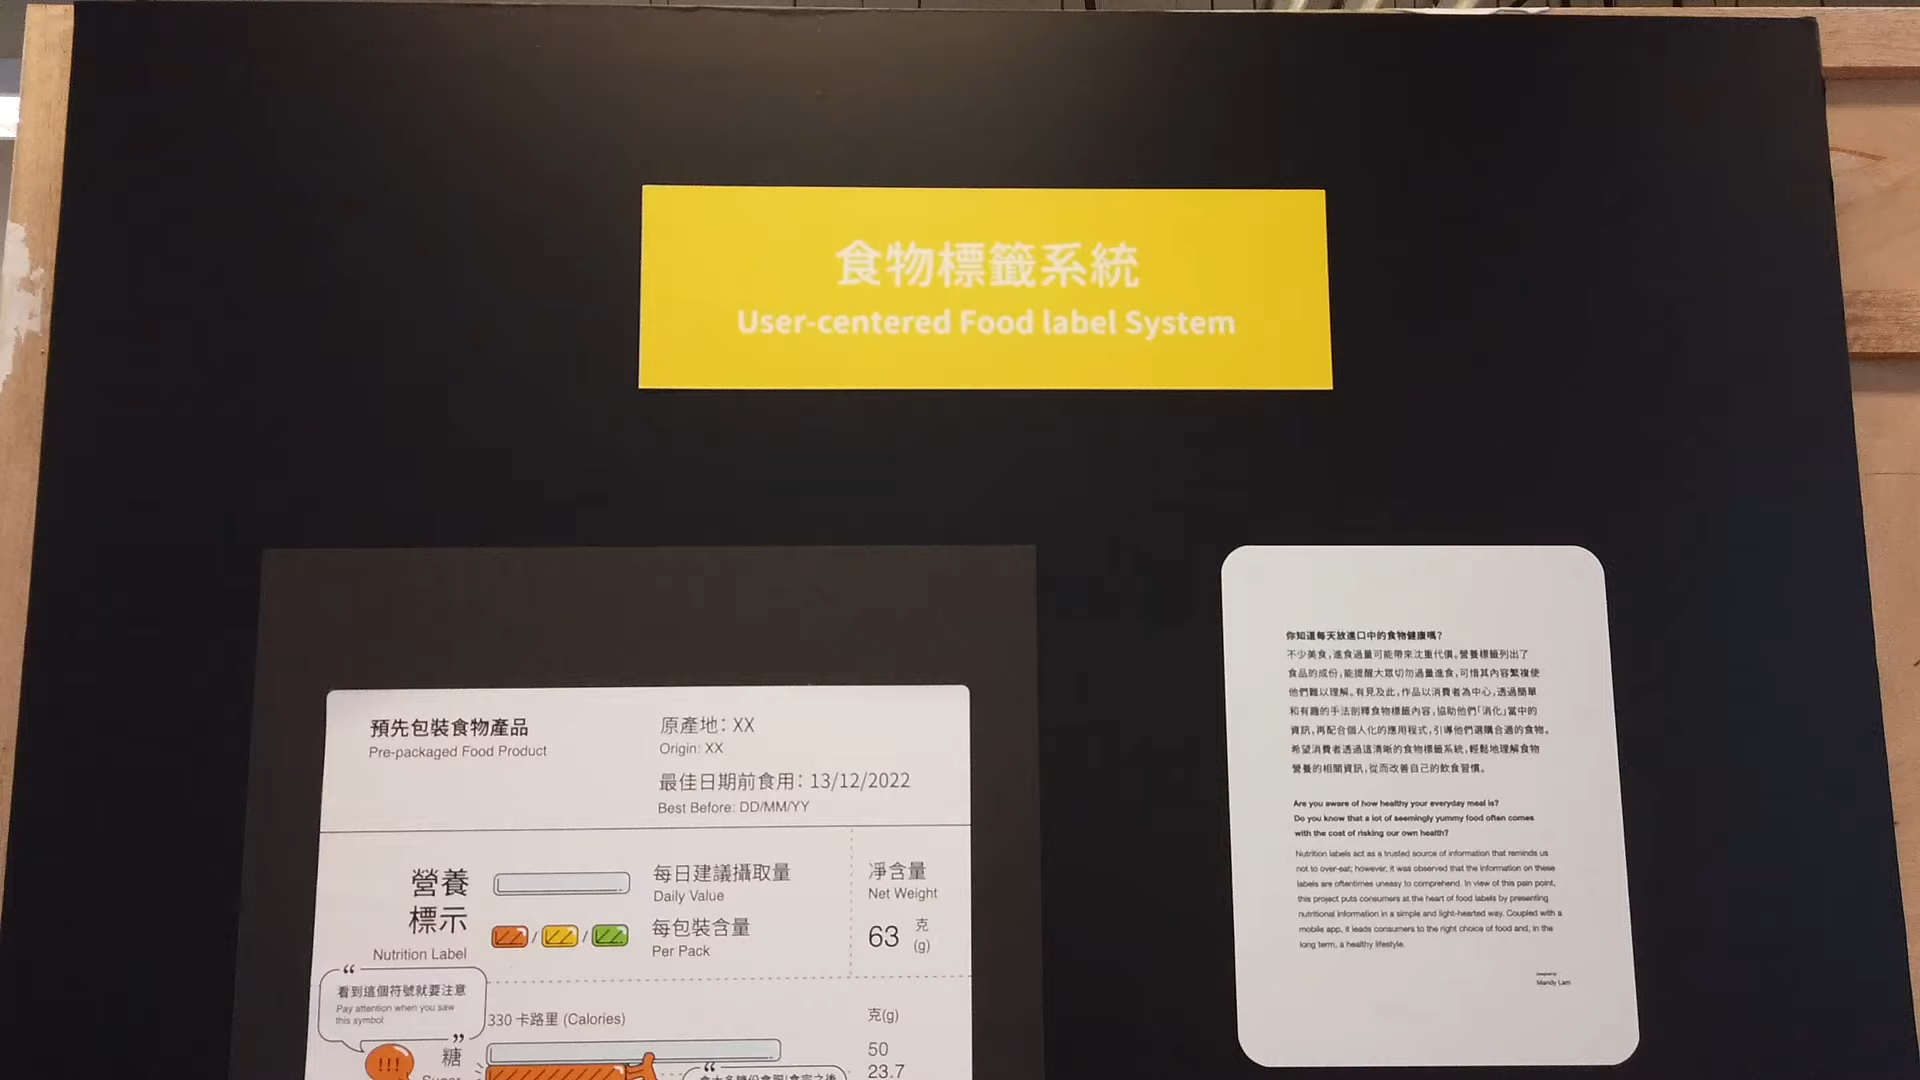 食物標籤系統
User-centered Food label System
預先包裝食物產品
Pre-packaged Food Product
原產地：XX
Origin: XX
最佳日期前食用：13/12/2022
Best Before: DD/MM/YY
營養
標示
Nutrition Label
每日建議攝取量
Daily Value
/ /
每包裝含量
Per Pack
淨含量
Net Weight
63 克
(g)
“
看到這個符號就要注意
Pay attention when you saw
this symbol
”
330 卡路里 (Calories)
克(g)
!!!
糖
50
23.7
“
你知道每天放進口中的食物健康嗎？
不少美食，進食過量可能帶來沈重代價。營養標籤列出了
食品的成份，能提醒大眾切勿過量進食，可惜其內容繁複使
他們難以理解。有見及此，作品以消費者為中心，透過簡單
和有趣的手法剖釋食物標籤內容，協助他們「消化」當中的
資訊，再配合個人化的應用程式，引導他們選購合適的食物。
希望消費者透過這清晰的食物標籤系統，輕鬆地理解食物
營養的相關資訊，從而改善自己的飲食習慣。
Are you aware of how healthy your everyday meal is?
Do you know that a lot of seemingly yummy food often comes
with the cost of risking our own health?
Nutrition labels act as a trusted source of information that reminds us
not to over-eat; however, it was observed that the information on these
labels are oftentimes uneasy to comprehend. In view of this pain point,
this project puts consumers at the heart of food labels by presenting
nutritional information in a simple and light-hearted way. Coupled with a
mobile app, it leads consumers to the right choice of food and, in the
long term, a healthy lifestyle.
Designed by
Mandy Lam